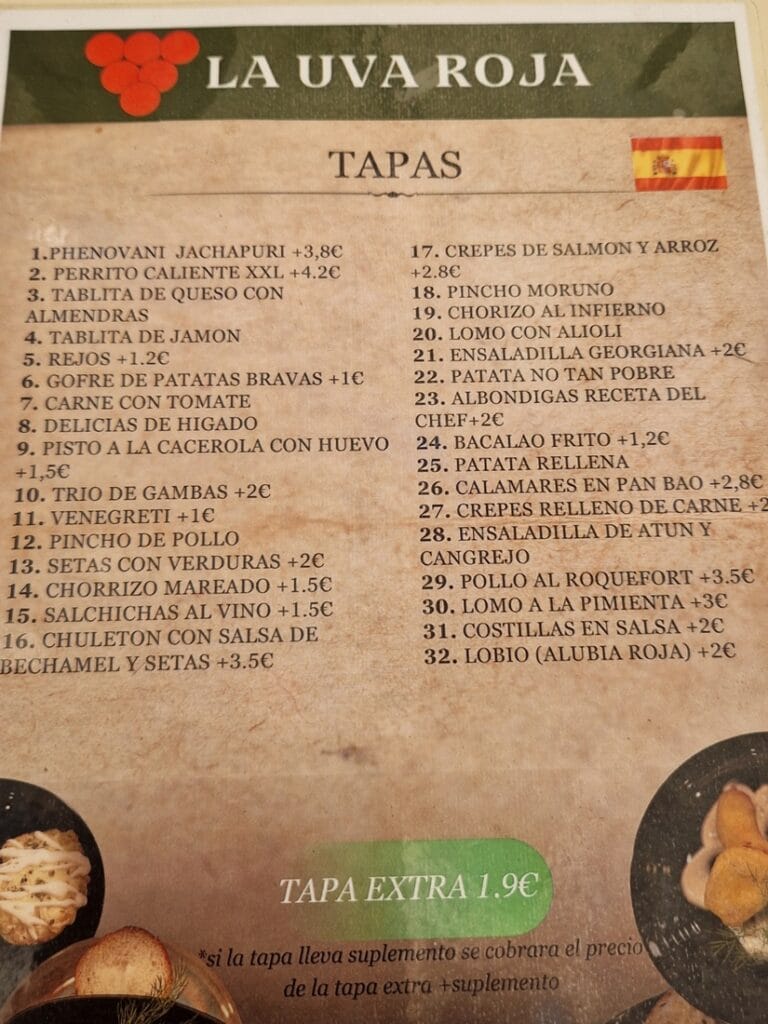 LA UVA ROJA
TAPAS
1.PHENOVANI JACHAPURI +3,8€
2. PERRITO CALIENTE XXL +4.2€
3. TABLITA DE QUESO CON
ALMENDRAS
4. TABLITA DE JAMON
5. REJOS +1.2€
6. GOFRE DE PATATAS BRAVAS +1€
7. CARNE CON TOMATE
8. DELICIAS DE HIGADO
9. PISTO A LA CACEROLA CON HUEVO
+1,5€
10. TRIO DE GAMBAS +2€
11. VENEGRETI +1€
12. PINCHO DE POLLO
13. SETAS CON VERDURAS +2€
14. CHORRIZO MAREADO +1.5€
15. SALCHICHAS AL VINO +1.5€
16. CHULETON CON SALSA DE
BECHAMEL Y SETAS +3.5€
17. CREPES DE SALMON Y ARROZ
+2.8€
18. PINCHO MORUNO
19. CHORIZO AL INFIERNO
20. LOMO CON ALIOLI
21. ENSALADILLA GEORGIANA +2€
22. PATATA NO TAN POBRE
23. ALBONDIGAS RECETA DEL
CHEF+2€
24. BACALAO FRITO +1,2€
25. PATATA RELLENA
26. CALAMARES EN PAN BAO +2,8€
27. CREPES RELLENO DE CARNE +2
28. ENSALADILLA DE ATUN Y
CANGREJO
29. POLLO AL ROQUEFORT +3.5€
30. LOMO A LA PIMIENTA +3€
31. COSTILLAS EN SALSA +2€
32. LOBIO (ALUBIA ROJA) +2€
TAPA EXTRA 1.9€
*si la tapa lleva suplemento se cobrara el precio
de la tapa extra +suplemento